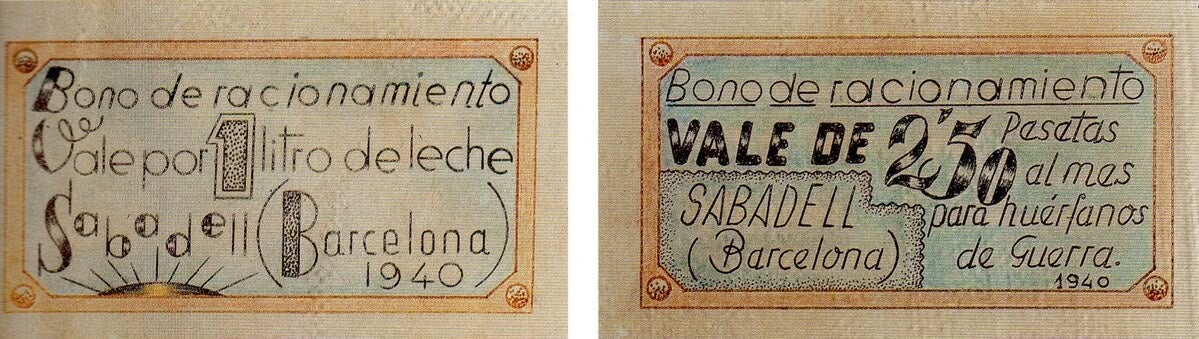 Bono de racionamiento
Vale por 1 litro de leche
Sabadell (Barcelona)
1940
Bono de racionamiento
VALE DE 2'50 Pesetas
al mes
SABADELL
(Barcelona)
para huérfanos
de Guerra.
1940